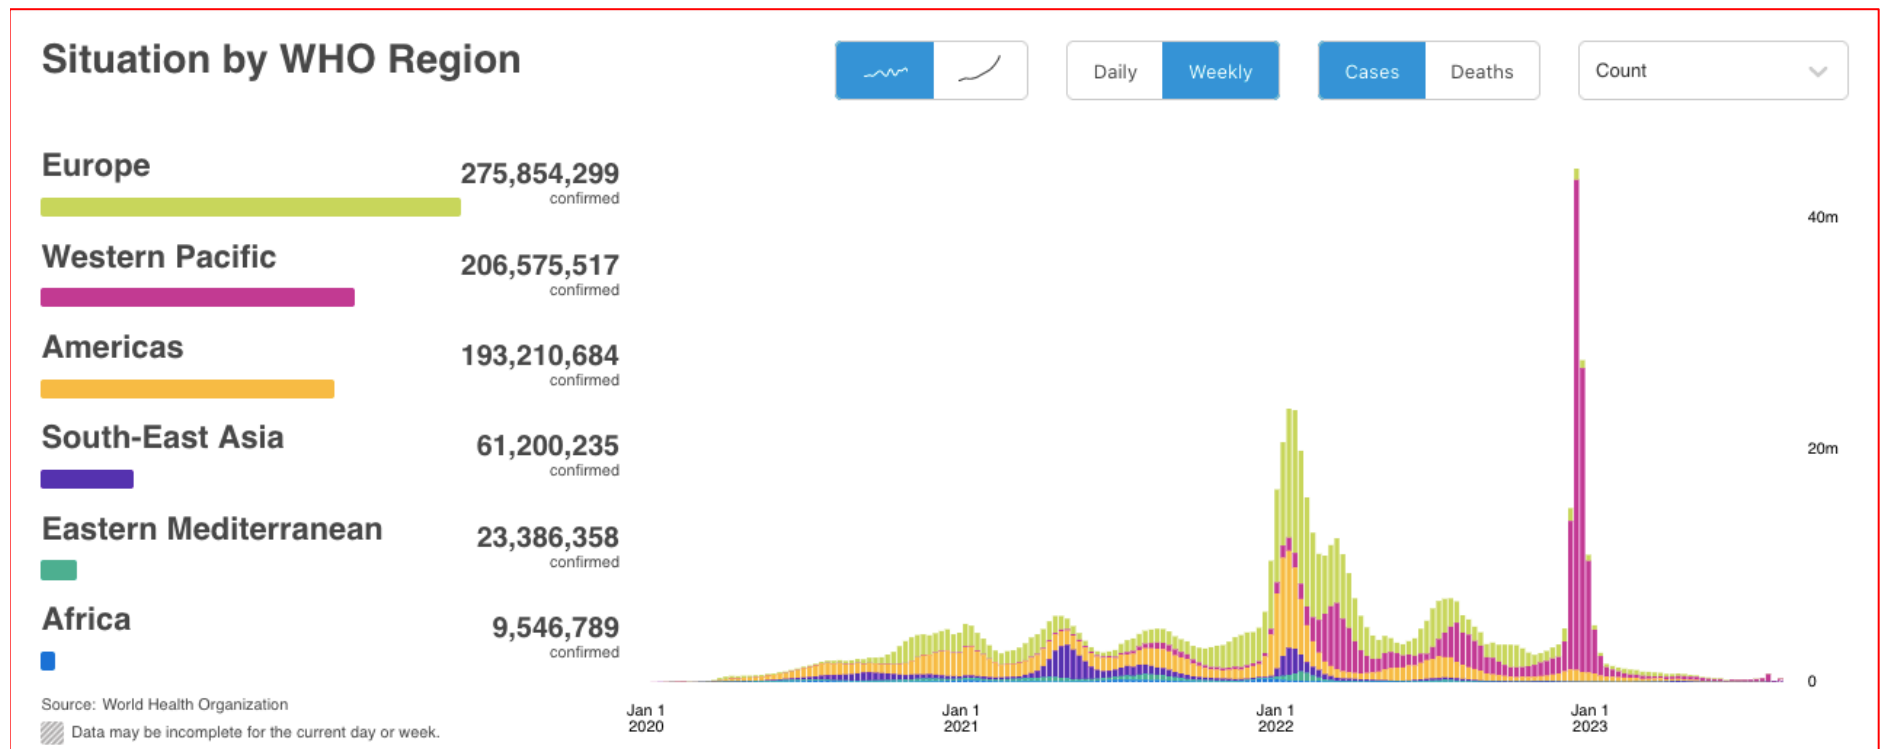 Situation by WHO Region
Daily
Weekly
Cases
Deaths
Count
Europe
275,854,299
confirmed
Western Pacific
206,575,517
confirmed
Americas
193,210,684
confirmed
South-East Asia
61,200,235
confirmed
Eastern Mediterranean
23,386,358
confirmed
Africa
9,546,789
confirmed
Source: World Health Organization
Data may be incomplete for the current day or week.
40m
20m
0
Jan 1
2020
Jan 1
2021
Jan 1
2022
Jan 1
2023